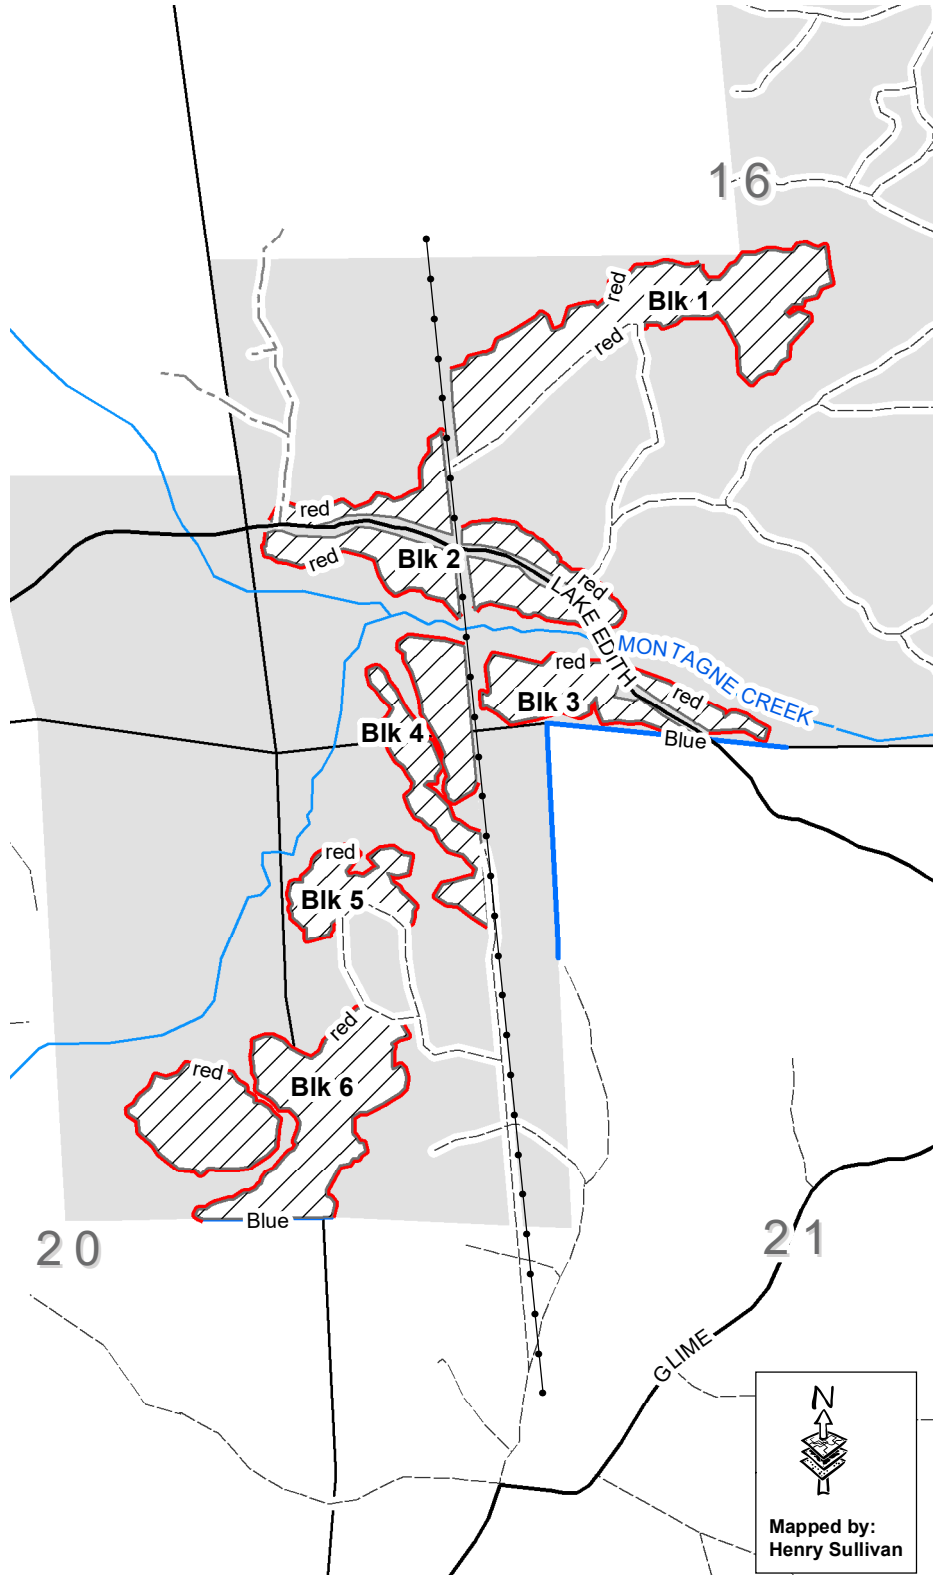 16
red
Blk 1
red
red
Blk 2
red
red
LAKE EDITH
MONTAGNE CREEK
red
red
Blk 3
Blk 4
Blue
red
Blk 5
red
red
Blk 6
Blue
20
21
GLIME
N
Mapped by:
Henry Sullivan